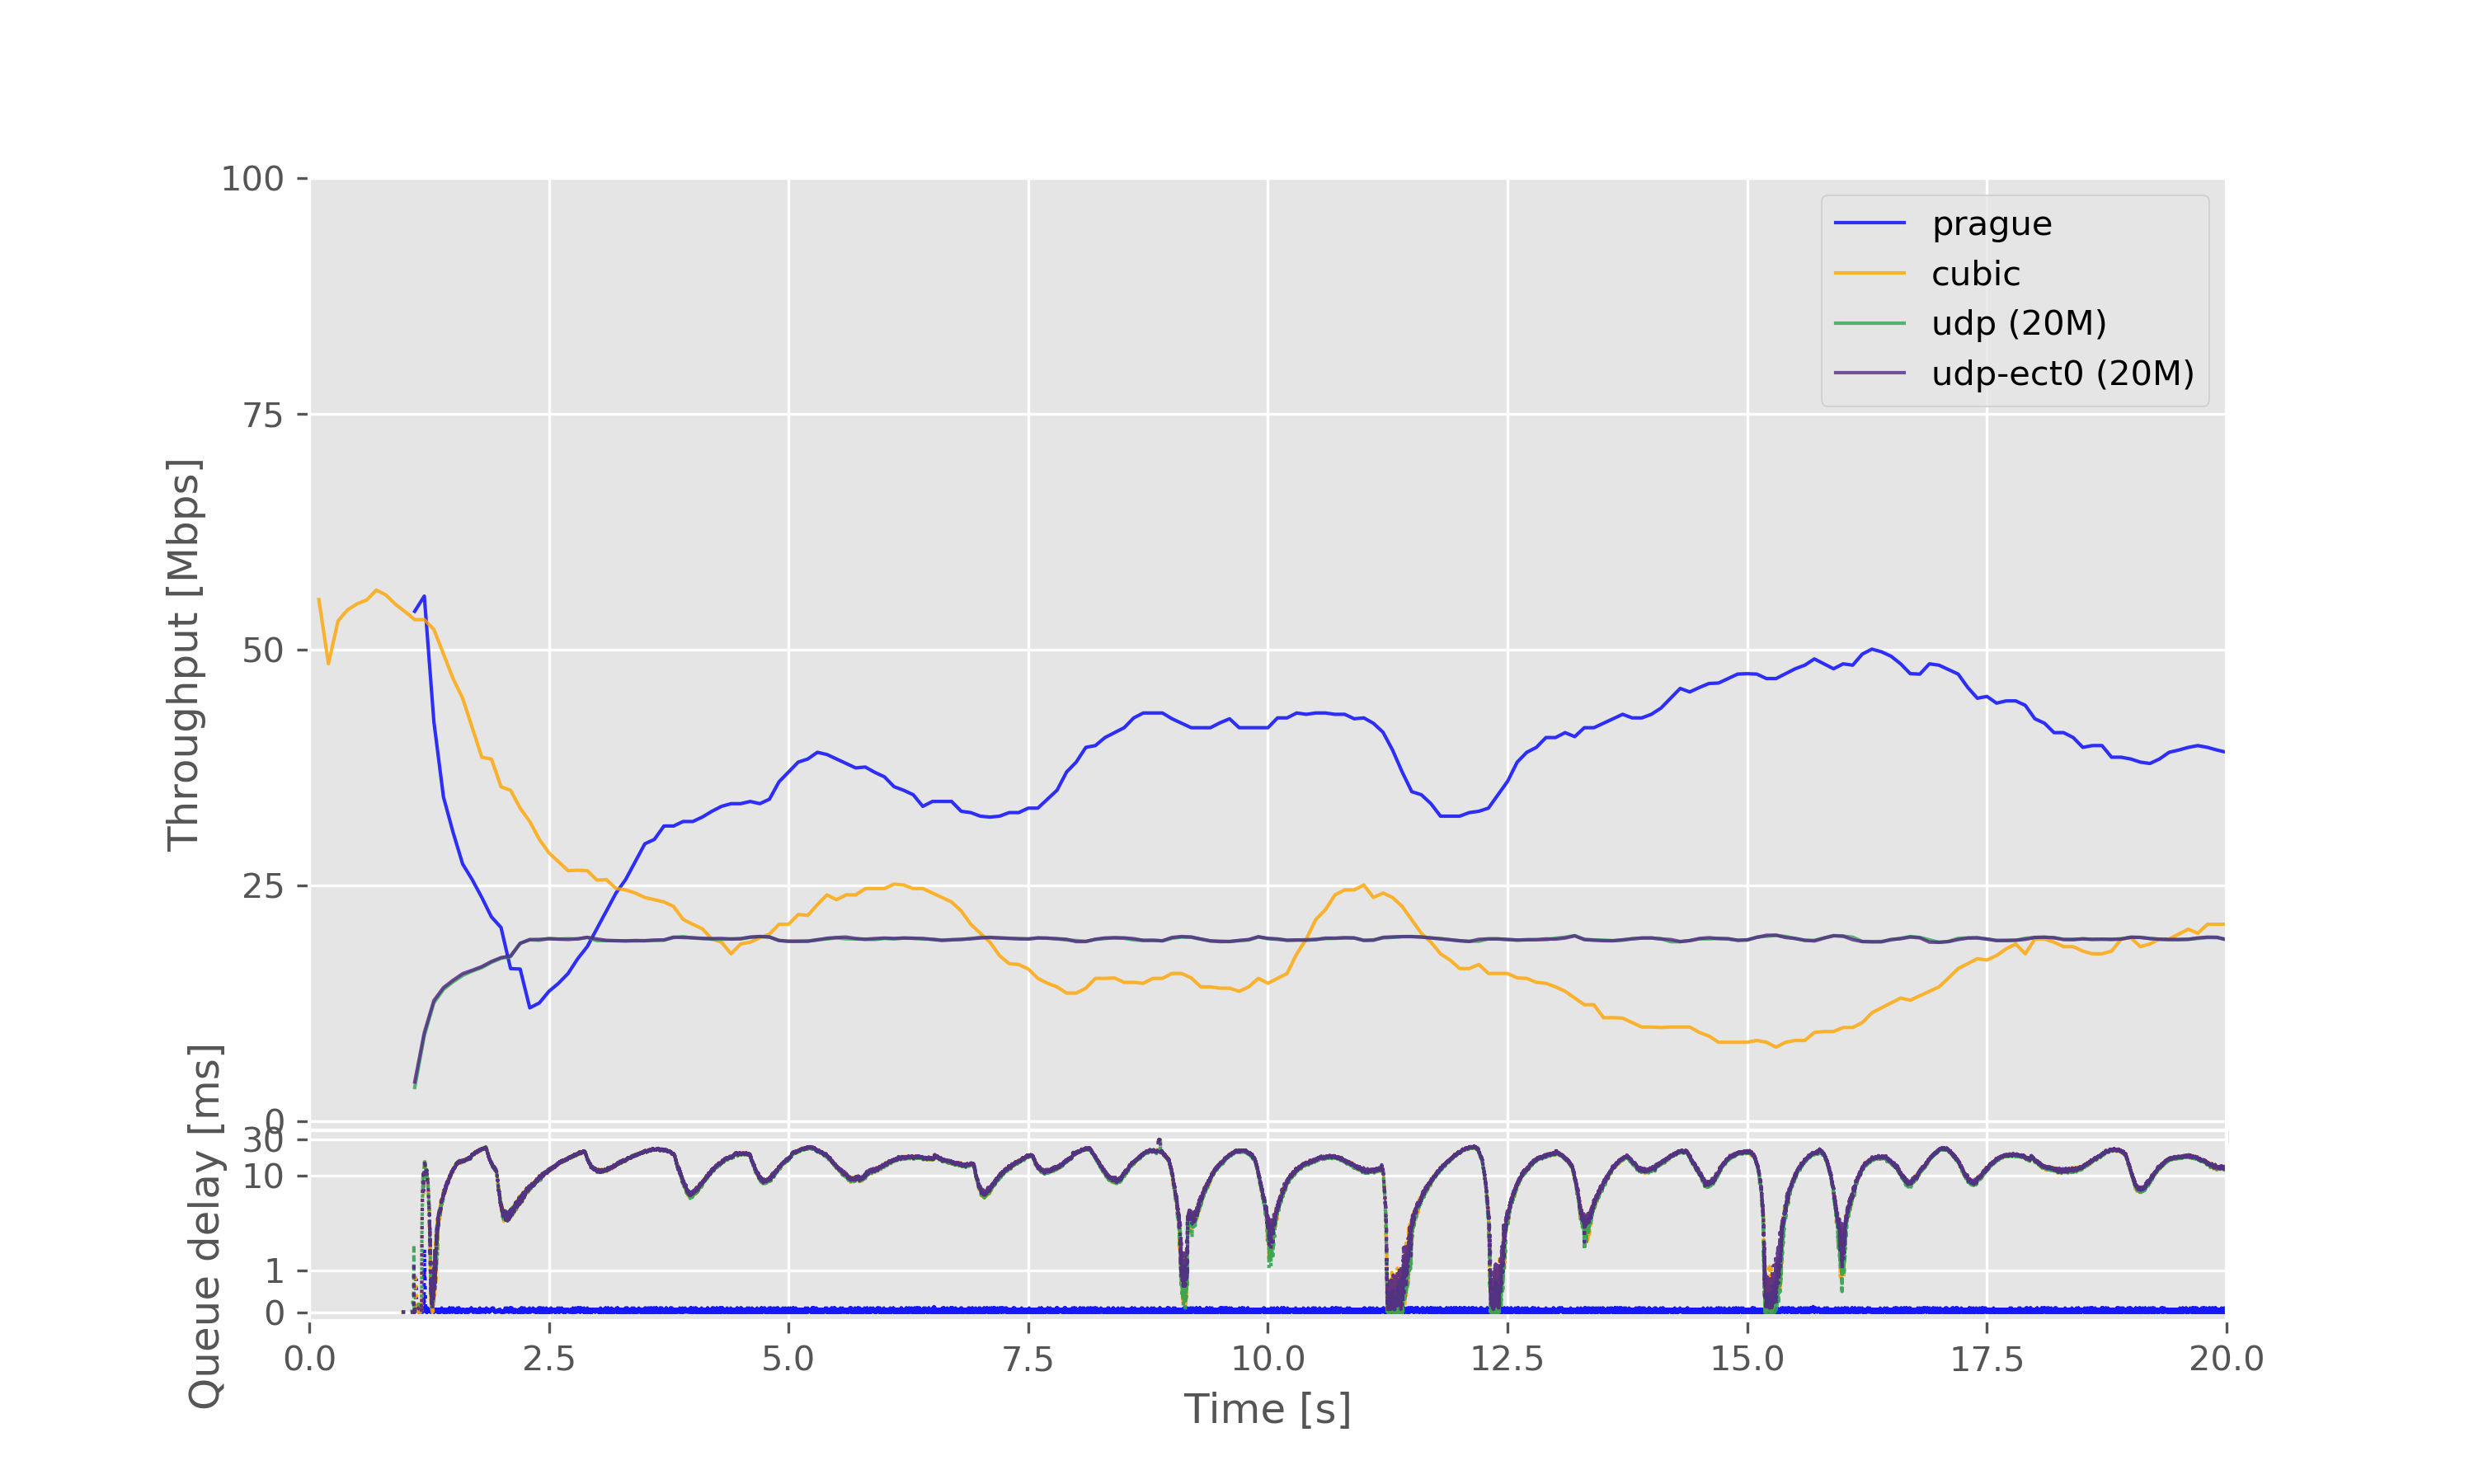 100
75
50
25
0
Throughput [Mbps]
prague
cubic
udp (20M)
udp-ect0 (20M)
30
10
1
0
Queue delay [ms]
0.0 2.5 5.0 7.5 10.0 12.5 15.0 17.5 20.0
Time [s]